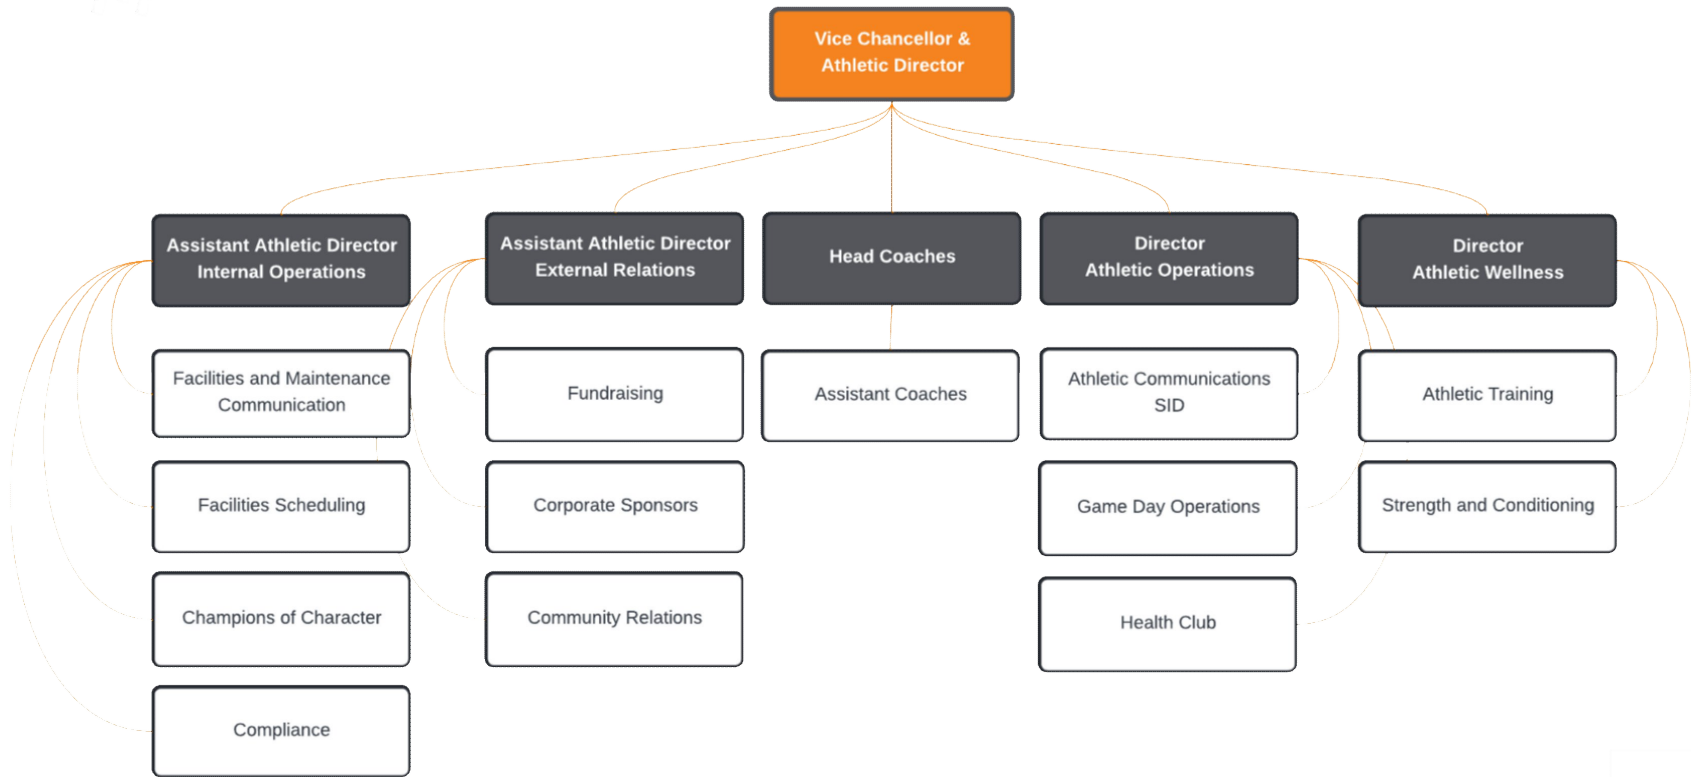 Vice Chancellor &
Athletic Director
Assistant Athletic Director
Internal Operations
Assistant Athletic Director
External Relations
Head Coaches
Director
Athletic Operations
Director
Athletic Wellness
Facilities and Maintenance
Communication
Fundraising
Assistant Coaches
Athletic Communications
SID
Athletic Training
Facilities Scheduling
Corporate Sponsors
Game Day Operations
Strength and Conditioning
Champions of Character
Community Relations
Health Club
Compliance